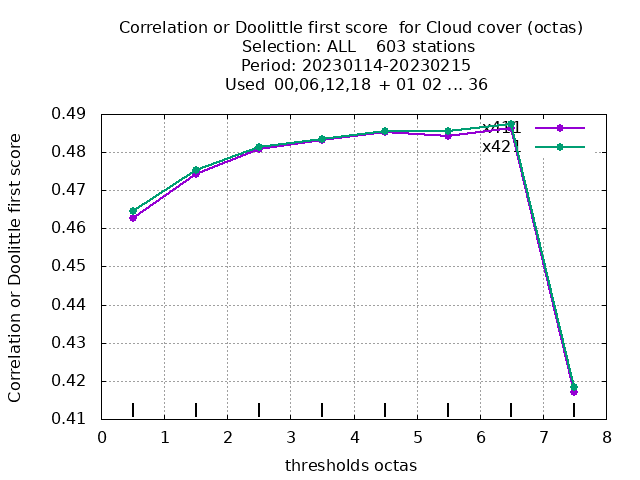 Correlation or Doolittle first score  for Cloud cover (octas)
Selection: ALL    603 stations
Period: 20230114-20230215
Used  00,06,12,18 + 01 02 ... 36
Correlation or Doolittle first score
0.49
0.48
0.47
0.46
0.45
0.44
0.43
0.42
0.41
x411
x421
0 1 2 3 4 5 6 7 8
thresholds octas